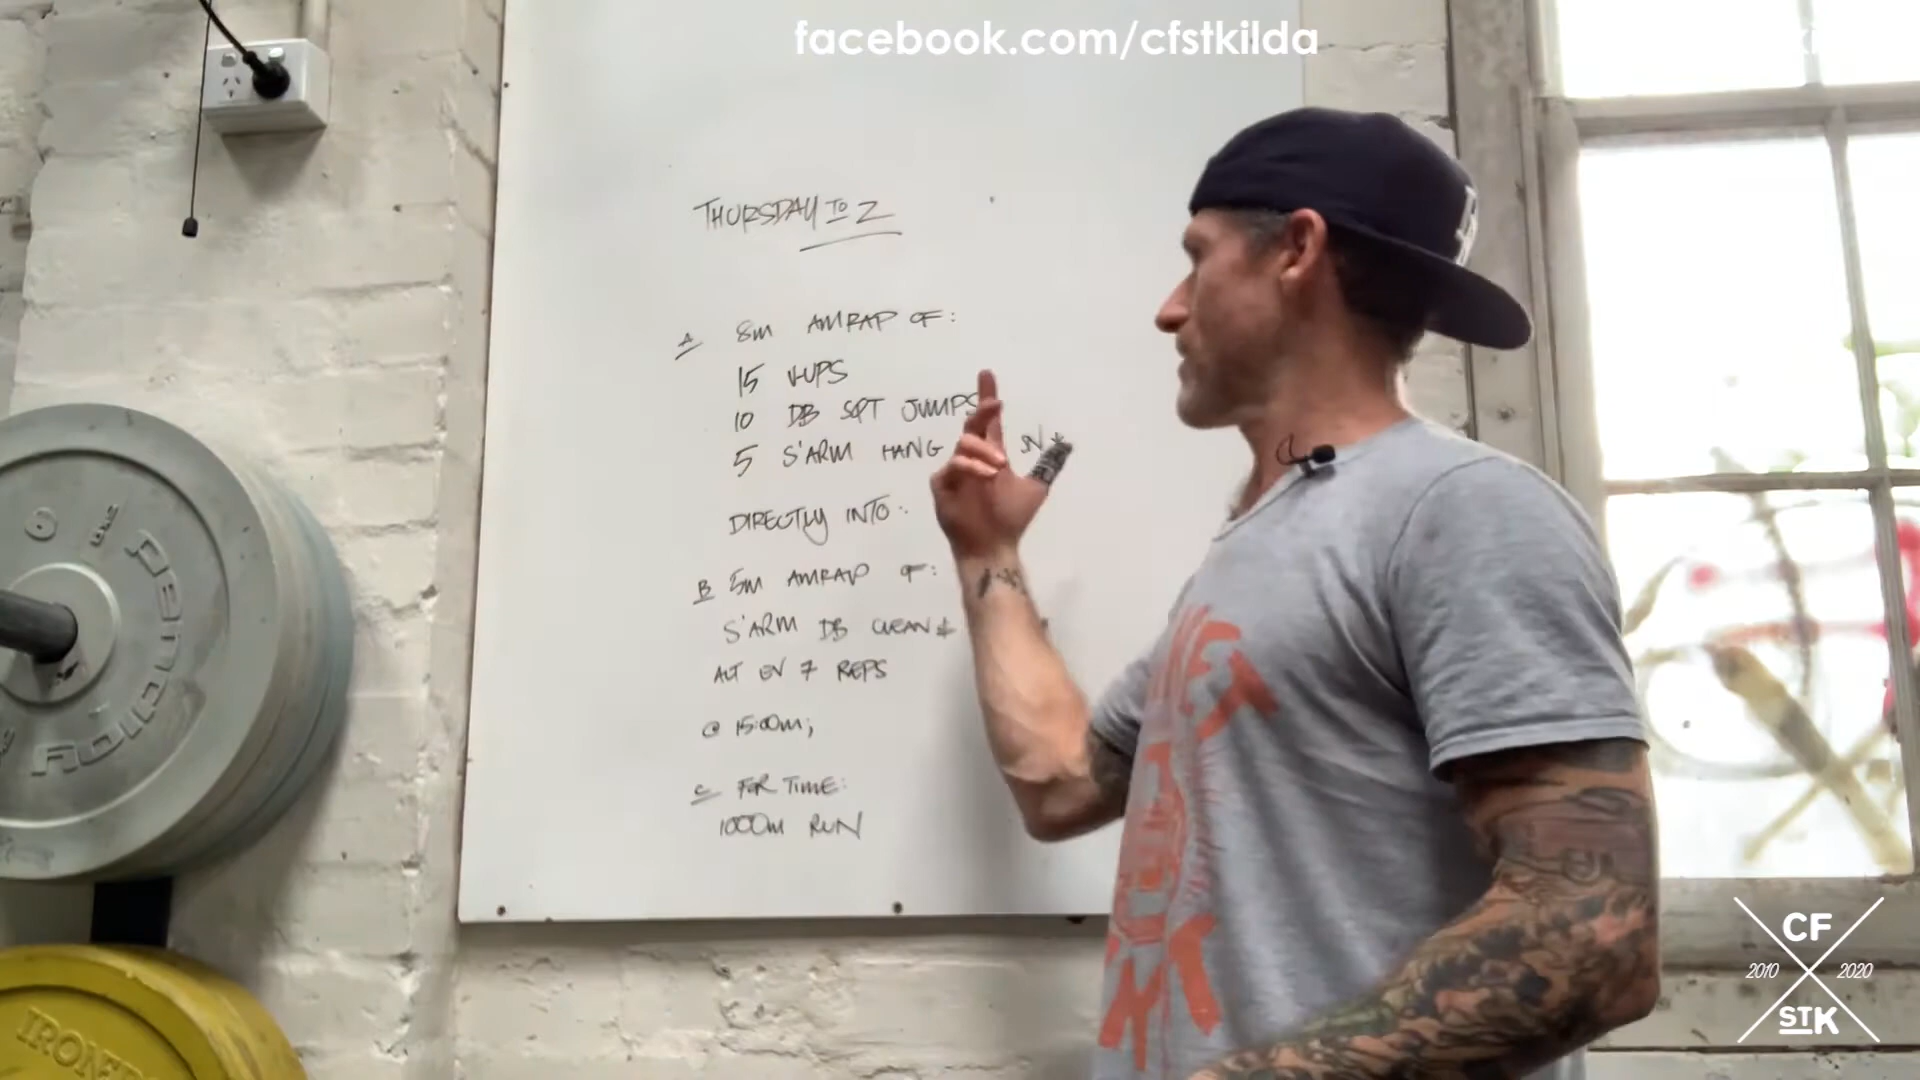 facebook.com/cfstkilda
THURSDAY TO Z
A 8m AMRAP OF:
15 V-UPS
10 DB SQT JUMPS
5 S'ARM HANG SN
DIRECTLY INTO:
B 5m AMRAP OF:
S'ARM DB CLEAN &
ALT EV 7 REPS
@ 15:00m;
C FOR TIME:
1000m RUN
IRON
CF
2010 2020
STK